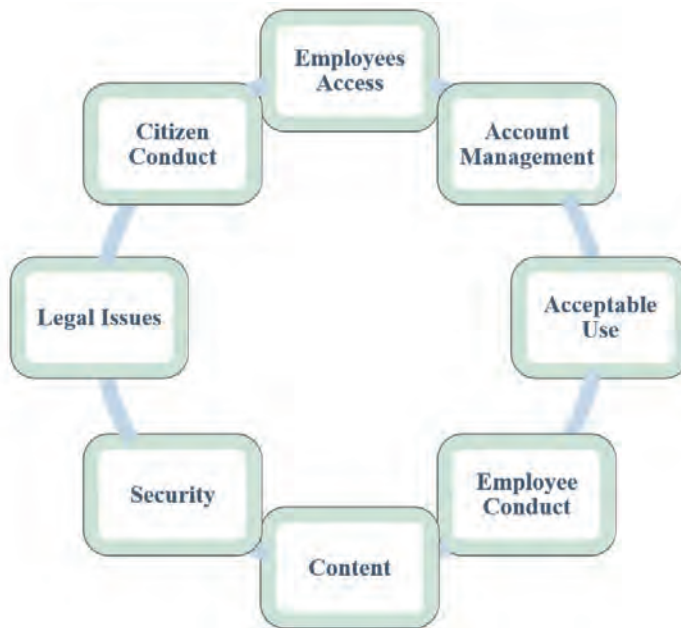 Employees
Access
Account
Management
Acceptable
Use
Employee
Conduct
Content
Security
Legal Issues
Citizen
Conduct